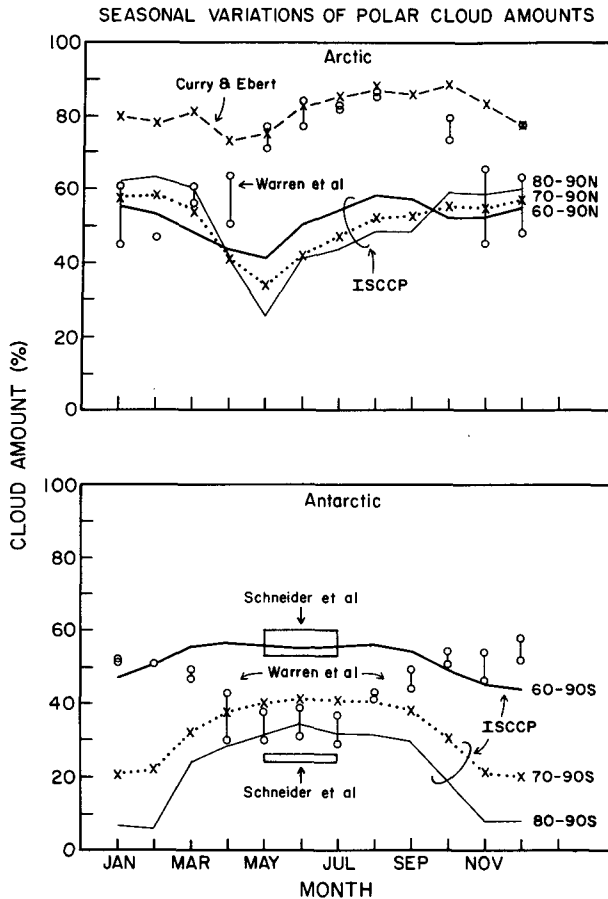 SEASONAL VARIATIONS OF POLAR CLOUD AMOUNTS
100
Arctic
Curry & Ebert
80
Warren et al
80-90N
70-90N
60-90N
60
40
ISCCP
20
0
CLOUD AMOUNT (%)
100
Antarctic
80
Schneider et al
60
Warren et al
60-90S
40
ISCCP
20
70-90S
Schneider et al
80-90S
0
JAN MAR MAY JUL SEP NOV
MONTH